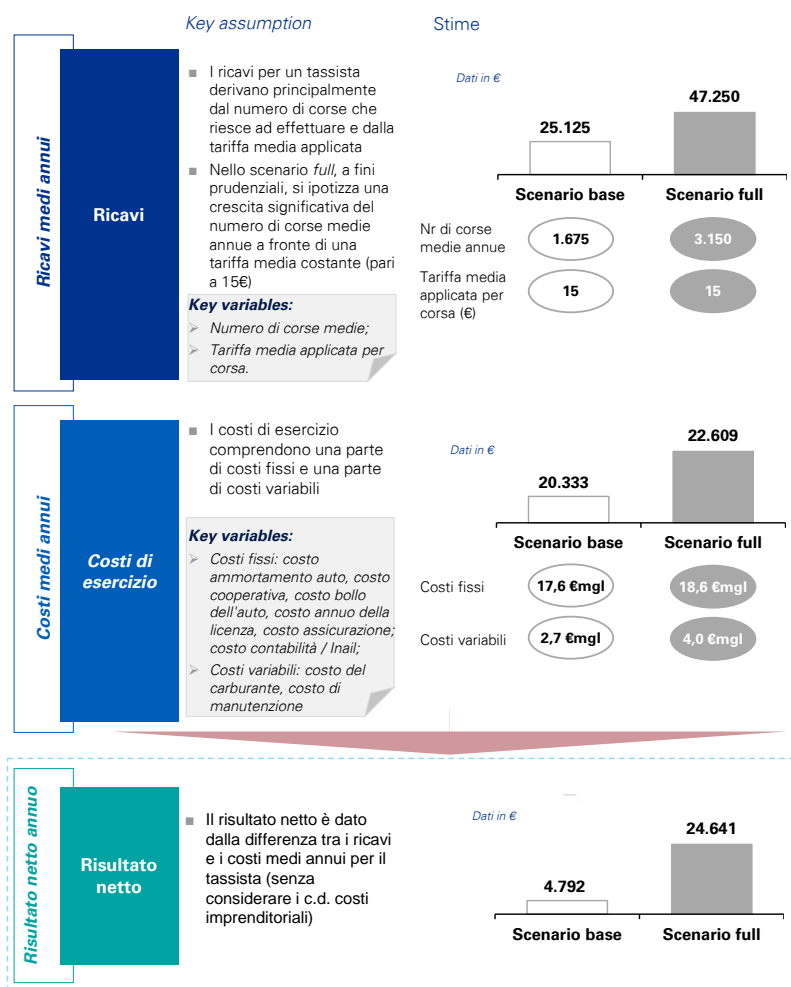 Key assumption
Stime
Ricavi medi annui
Ricavi
■ I ricavi per un tassista
derivano principalmente
dal numero di corse che
riesce ad effettuare e dalla
tariffa media applicata
■ Nello scenario full, a fini
prudenziali, si ipotizza una
crescita significativa del
numero di corse medie
annue a fronte di una
tariffa media costante (pari
a 15€)
Key variables:
➢ Numero di corse medie;
➢ Tariffa media applicata per
corsa.
Dati in €
25.125
47.250
Scenario base
Scenario full
Nr di corse
medie annue
1.675
3.150
Tariffa media
applicata per
corsa (€)
15
15
Costi medi annui
Costi di
esercizio
■ I costi di esercizio
comprendono una parte
di costi fissi e una parte
di costi variabili
Key variables:
➢ Costi fissi: costo
ammortamento auto, costo
cooperativa, costo bollo
dell'auto, costo annuo della
licenza, costo assicurazione;
costo contabilità / Inail;
➢ Costi variabili: costo del
carburante, costo di
manutenzione
Dati in €
20.333
22.609
Scenario base
Scenario full
Costi fissi
17,6 €mgl
18,6 €mgl
Costi variabili
2,7 €mgl
4,0 €mgl
Risultato netto annuo
Risultato
netto
■ Il risultato netto è dato
dalla differenza tra i ricavi
e i costi medi annui per il
tassista (senza
considerare i c.d. costi
imprenditoriali)
Dati in €
4.792
24.641
Scenario base
Scenario full